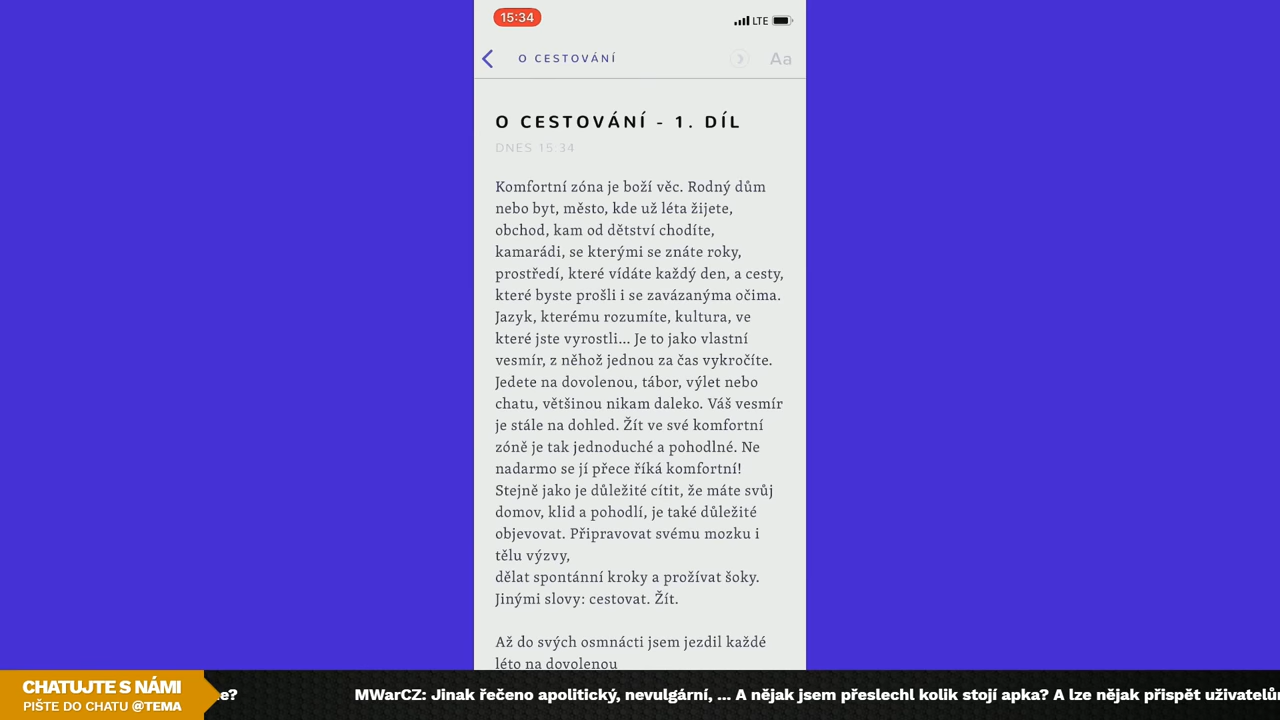 15:34
LTE
O CESTOVÁNÍ
Aa
O CESTOVÁNÍ - 1. DÍL
DNES 15:34
Komfortní zóna je boží věc. Rodný dům
nebo byt, město, kde už léta žijete,
obchod, kam od dětství chodíte,
kamarádi, se kterými se znáte roky,
prostředí, které vídáte každý den, a cesty,
které byste prošli i se zavázanýma očima.
Jazyk, kterému rozumíte, kultura, ve
které jste vyrostli... Je to jako vlastní
vesmír, z něhož jednou za čas vykročíte.
Jedete na dovolenou, tábor, výlet nebo
chatu, většinou nikam daleko. Váš vesmír
je stále na dohled. Žít ve své komfortní
zóně je tak jednoduché a pohodlné. Ne
nadarmo se jí přece říká komfortní!
Stejně jako je důležité cítit, že máte svůj
domov, klid a pohodlí, je také důležité
objevovat. Připravovat svému mozku i
tělu výzvy,
dělat spontánní kroky a prožívat šoky.
Jinými slovy: cestovat. Žít.
Až do svých osmnácti jsem jezdil každé
léto na dovolenou
CHATUJTE S NÁMI
PIŠTE DO CHATU @TEMA
e? MWarCZ: Jinak řečeno apolitický, nevulgární, ... A nějak jsem přeslechl kolik stojí apka? A lze nějak přispět uživatelů